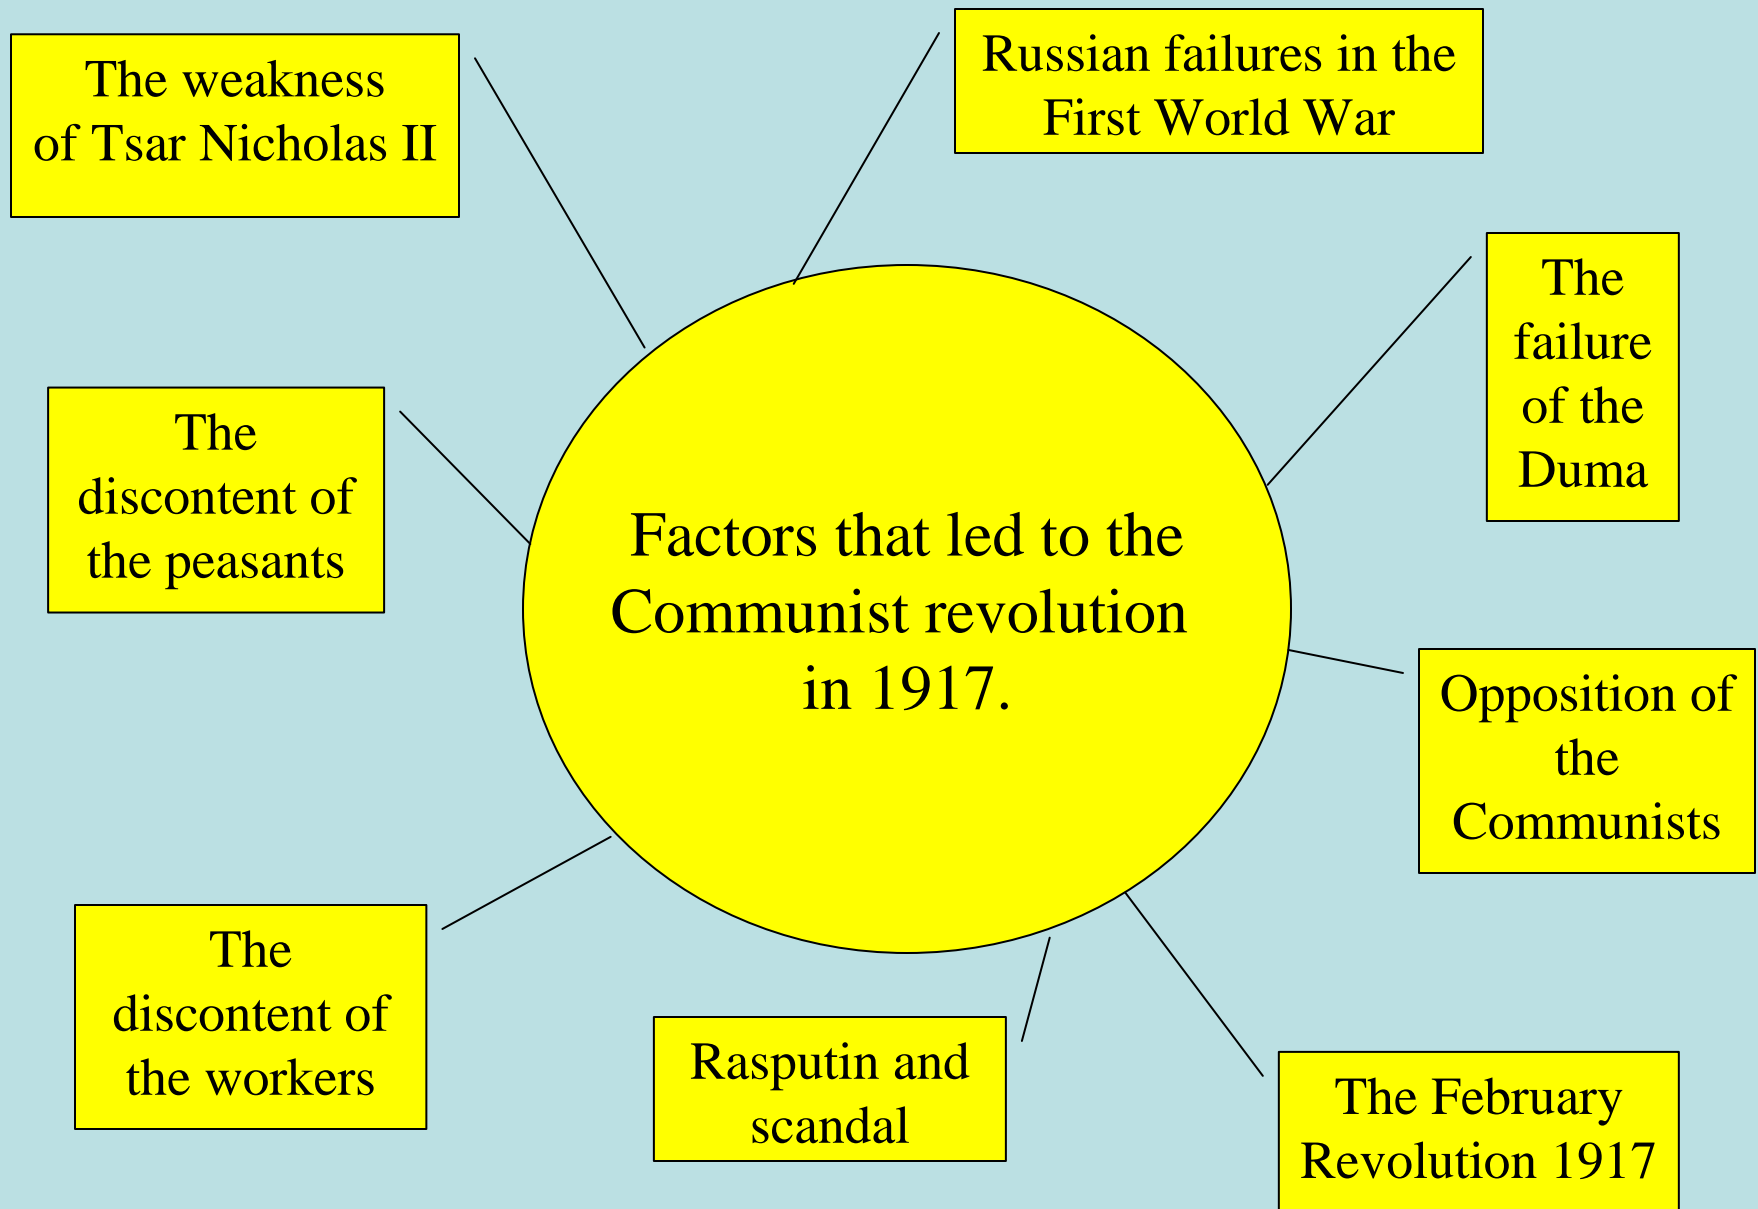 The weakness
of Tsar Nicholas II
Russian failures in the
First World War
The
failure
of the
Duma
The
discontent of
the peasants
Factors that led to the
Communist revolution
in 1917.
Opposition of
the
Communists
The
discontent of
the workers
Rasputin and
scandal
The February
Revolution 1917